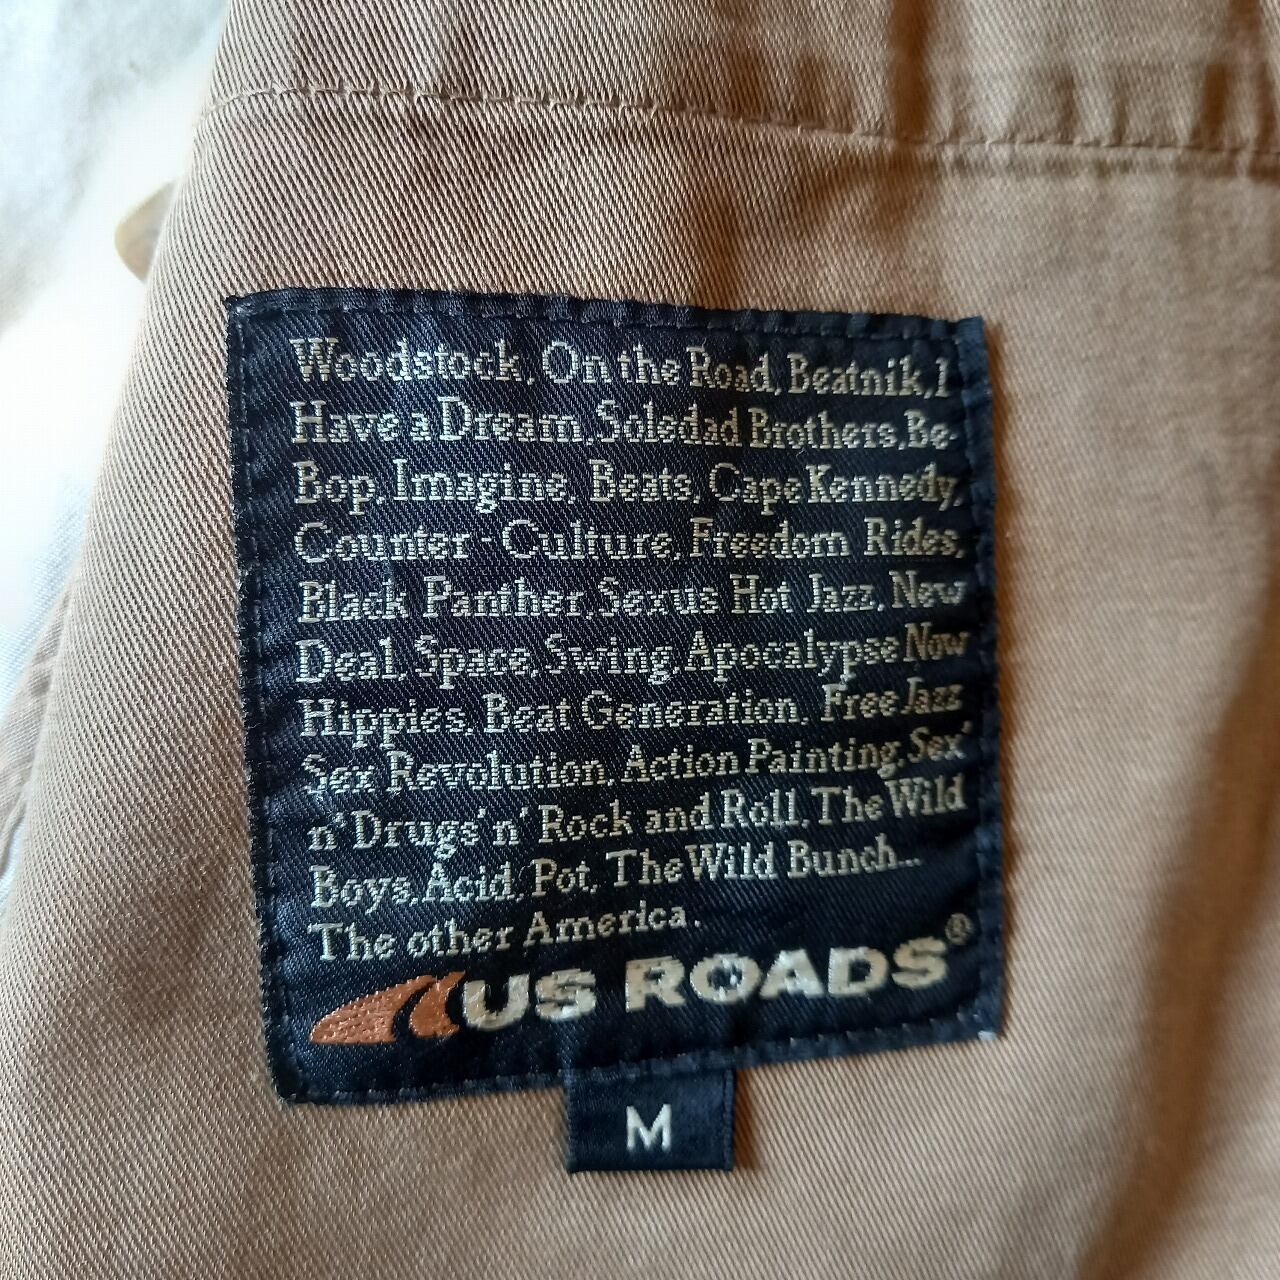 Woodstock, On the Road, Beatnik, I
Have a Dream, Soledad Brothers, Be-
Bop, Imagine, Beats, Cape Kennedy,
Counter-Culture, Freedom Rides,
Black Panther, Sexus Hot Jazz, New
Deal, Space, Swing, Apocalypse Now
Hippies, Beat Generation, Free Jazz,
Sex Revolution, Action Painting, Sex'
n' Drugs 'n' Rock and Roll, The Wild
Boys, Acid, Pot, The Wild Bunch...
The other America.
US ROADS®
M